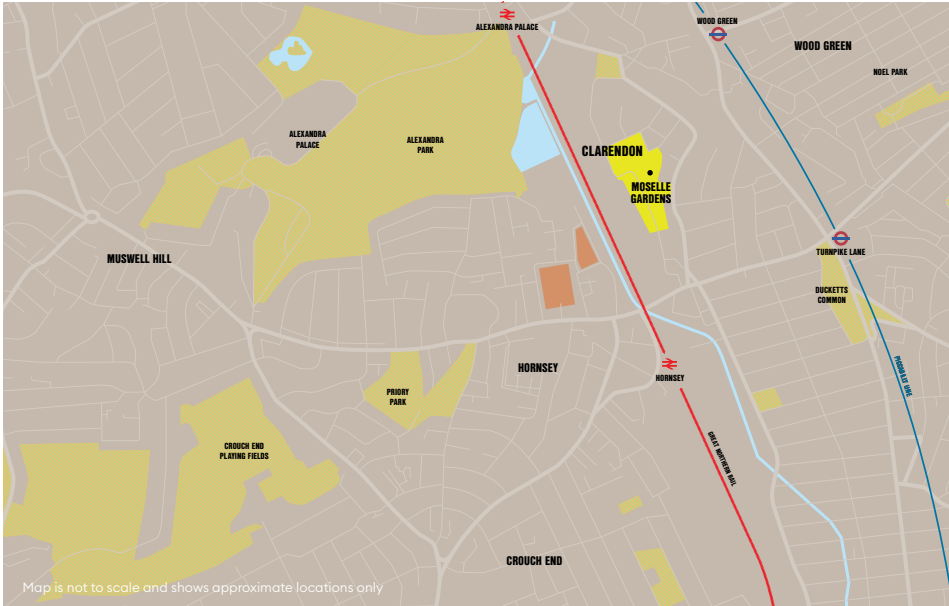 ALEXANDRA PALACE
WOOD GREEN
WOOD GREEN
NOEL PARK
ALEXANDRA
PALACE
ALEXANDRA
PARK
CLARENDON
MOSELLE
GARDENS
MUSWELL HILL
TURNPIKE LANE
DUCKETTS
COMMON
HORNSEY
HORNSEY
PRIORY
PARK
CROUCH END
PLAYING FIELDS
GREAT NORTHERN RAIL
CROUCH END
Map is not to scale and shows approximate locations only